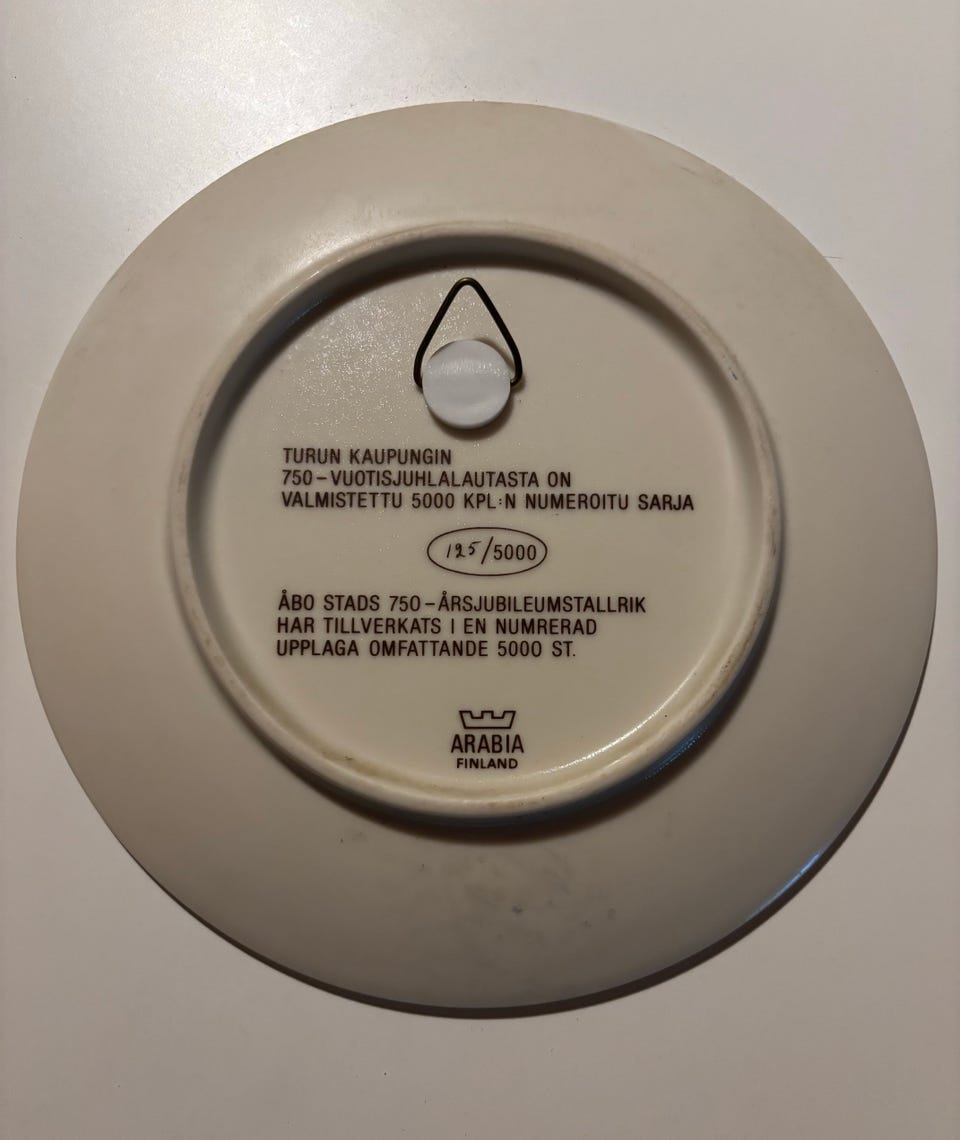 TURUN KAUPUNGIN
750-VUOTISJUHLALAUTASTA ON
VALMISTETTU 5000 KPL:N NUMEROITU SARJA
125/5000
ÅBO STADS 750-ÅRSJUBILEUMSTALLRIK
HAR TILLVERKATS I EN NUMRERAD
UPPLAGA OMFATTANDE 5000 ST.
ARABIA
FINLAND